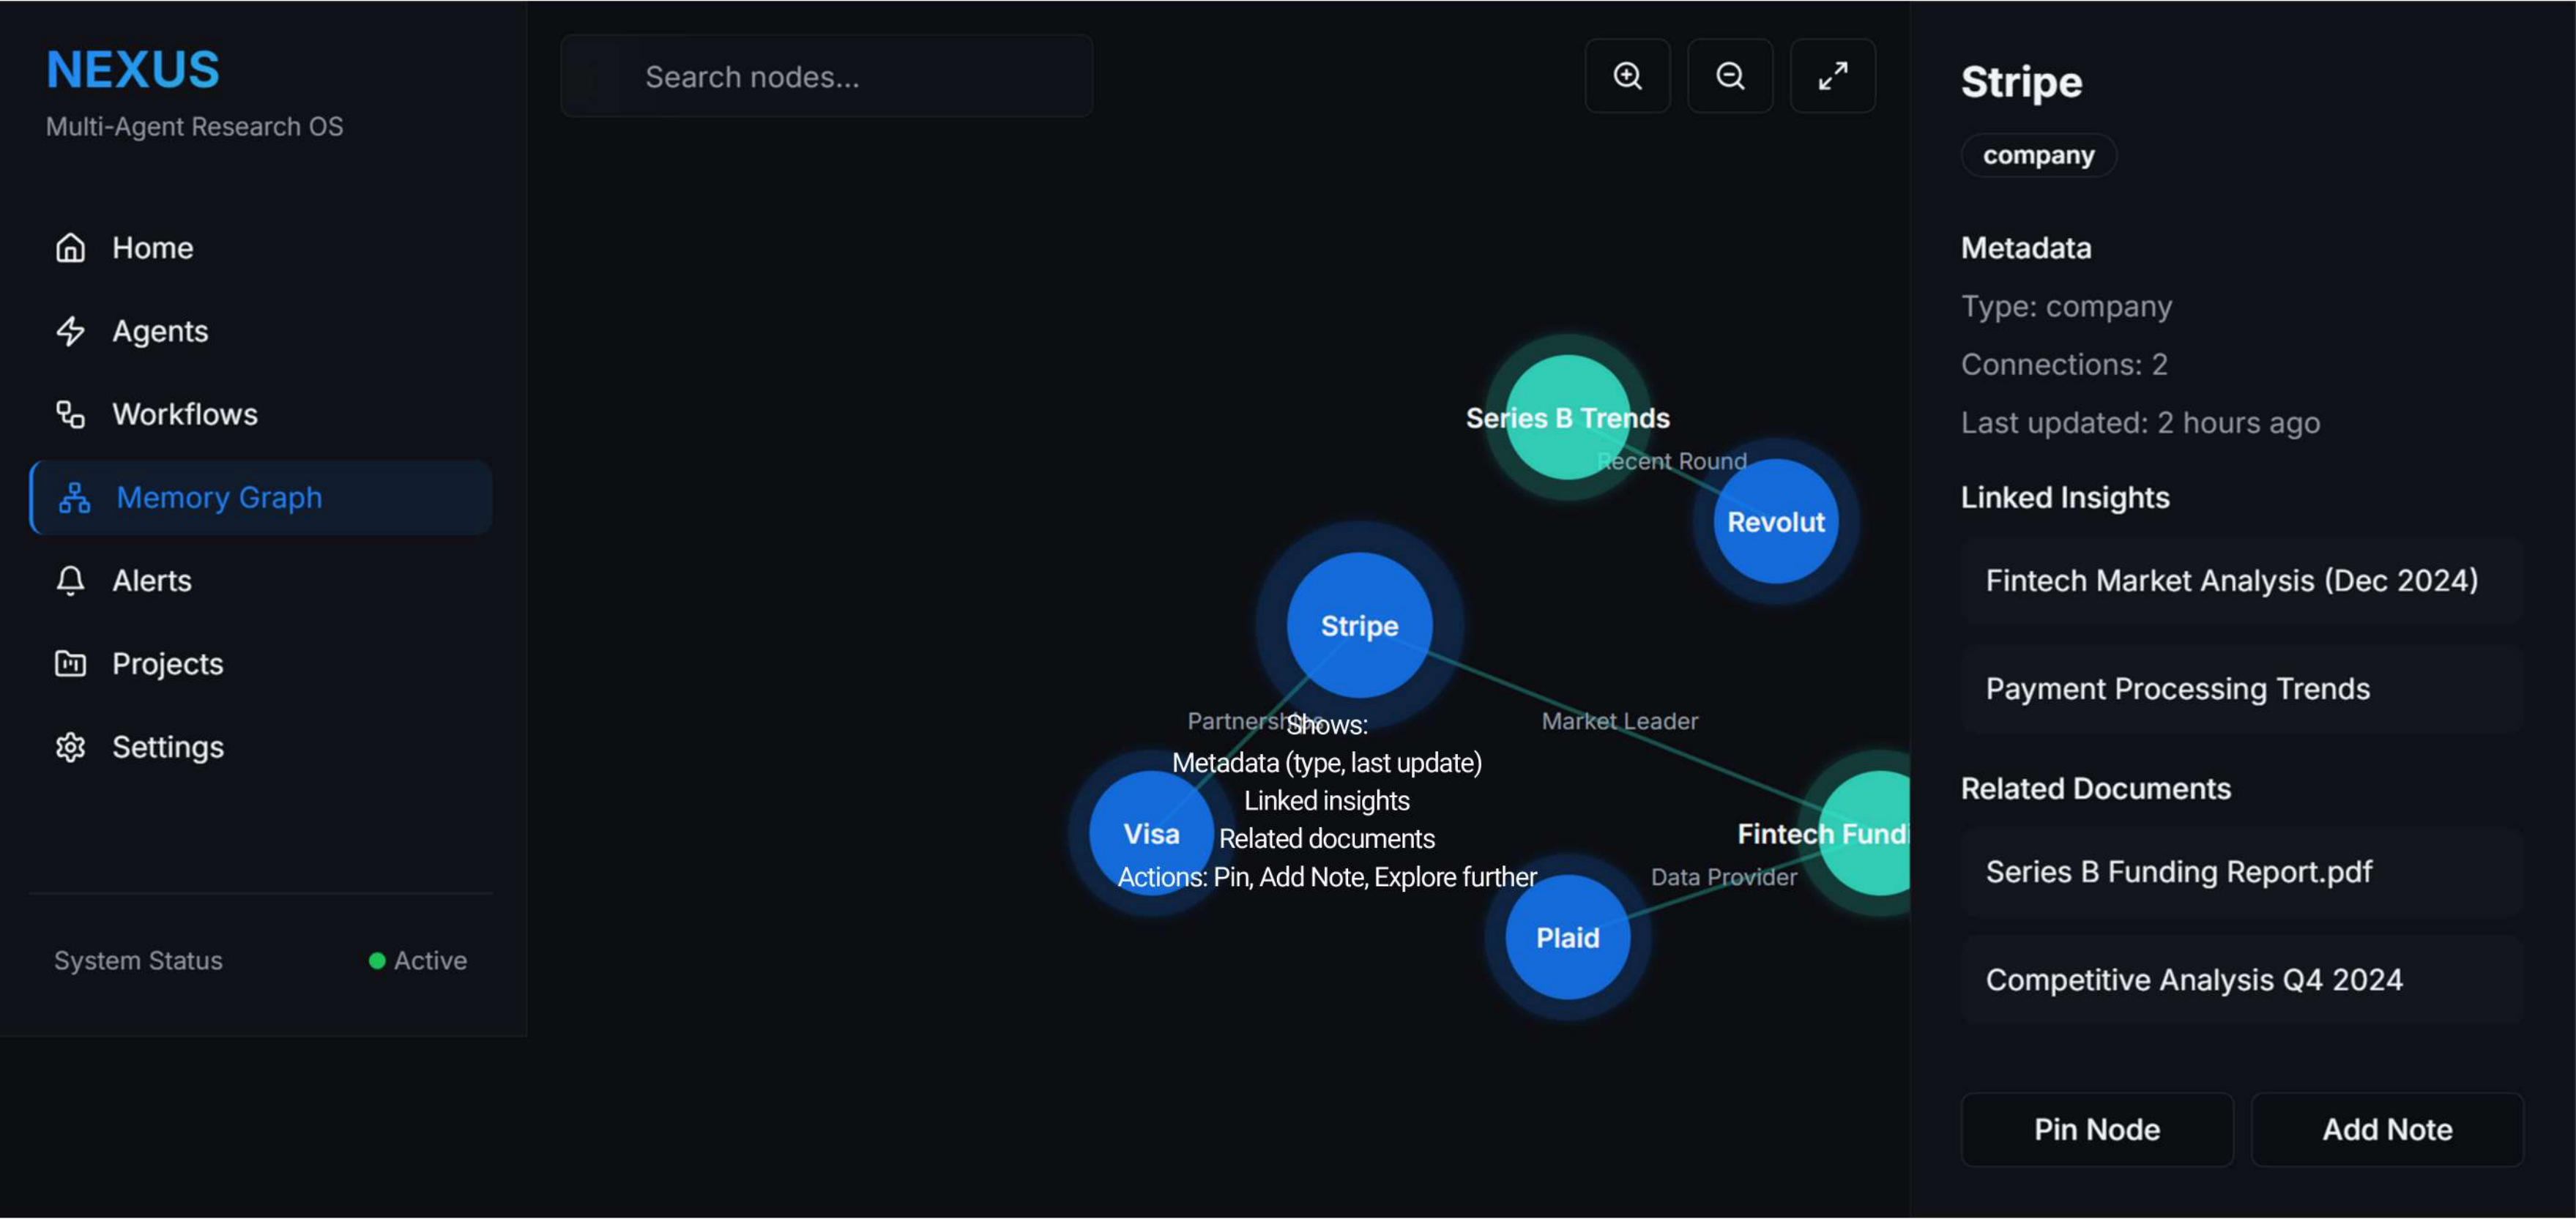 NEXUS
Multi-Agent Research OS
Home
Agents
Workflows
Memory Graph
Alerts
Projects
Settings
System Status
Active
Search nodes...
Series B Trends
Recent Round
Revolut
Stripe
Partnership
Market Leader
Shows:
Metadata (type, last update)
Linked insights
Related documents
Actions: Pin, Add Note, Explore further
Visa
Fintech Fundi
Data Provider
Plaid
Stripe
company
Metadata
Type: company
Connections: 2
Last updated: 2 hours ago
Linked Insights
Fintech Market Analysis (Dec 2024)
Payment Processing Trends
Related Documents
Series B Funding Report.pdf
Competitive Analysis Q4 2024
Pin Node
Add Note